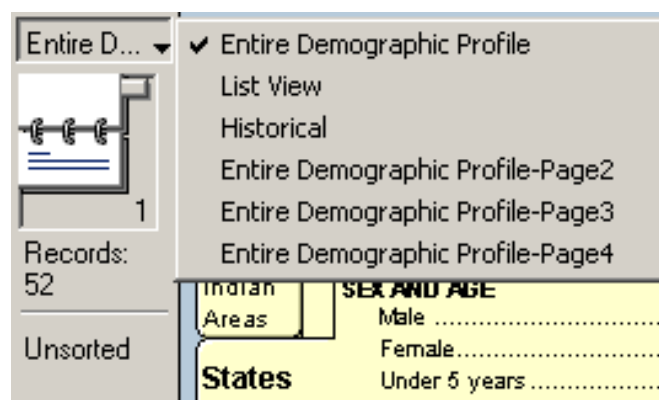 Entire D...
Entire Demographic Profile
List View
Historical
Entire Demographic Profile-Page2
Entire Demographic Profile-Page3
Entire Demographic Profile-Page4
1
Records:
52
Unsorted
Indian
Areas
States
SEX AND AGE
Male ............................
Female..........................
Under 5 years ................